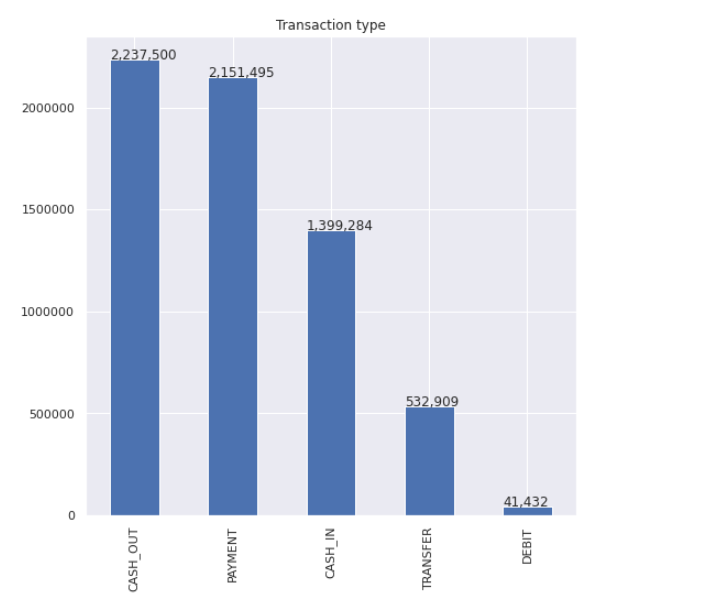 Transaction type
2,237,500
2,151,495
1,399,284
532,909
41,432
2000000
1500000
1000000
500000
0
CASH_OUT
PAYMENT
CASH_IN
TRANSFER
DEBIT